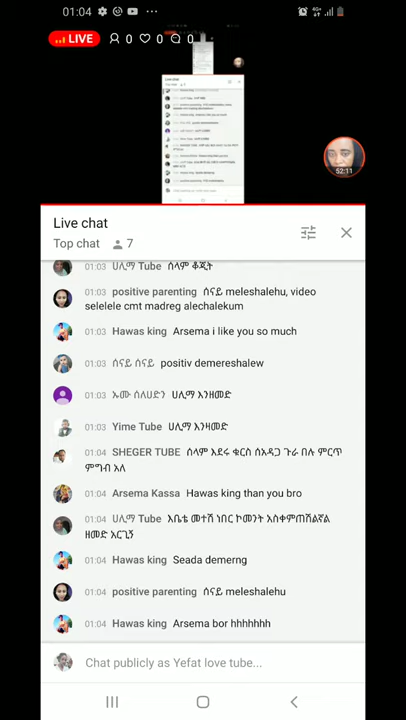 01:04
4G+
LIVE 0 0 0
52:11
Live chat
Top chat 7
01:03 ሀሊማ Tube ሰላም ቆጂት
01:03 positive parenting ሰናይ meleshalehu, video
selelele cmt madreg alechalekum
01:03 Hawas king Arsema i like you so much
01:03 ሰናይ ሰናይ positiv demereshalew
01:03 ኡሙ ሰለሀድን ሀሊማ እንዘመድ
01:03 Yime Tube ሀሊማ እንዛመድ
01:04 SHEGER TUBE ሰላም እደሩ ቁርስ ሰአዳጋ ጉራ በሉ ምርጥ
ምግብ አለ
01:04 Arsema Kassa Hawas king than you bro
01:04 ሀሊማ Tube እቤቴ መተሽ ነበር ኮመንት አስቀምጠሽልኛል
ዘመድ አርጊኝ
01:04 Hawas king Seada demerng
01:04 positive parenting ሰናይ meleshalehu
01:04 Hawas king Arsema bor hhhhhhh
Chat publicly as Yefat love tube...